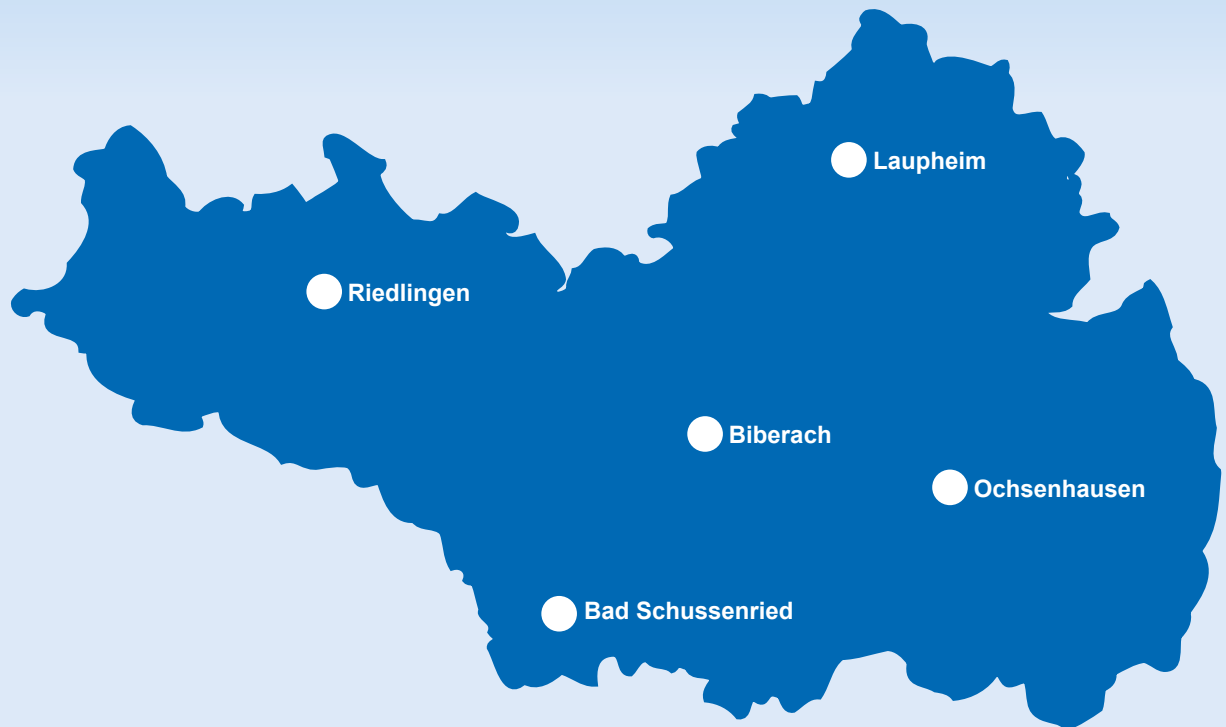 Laupheim
Riedlingen
Biberach
Ochsenhausen
Bad Schussenried